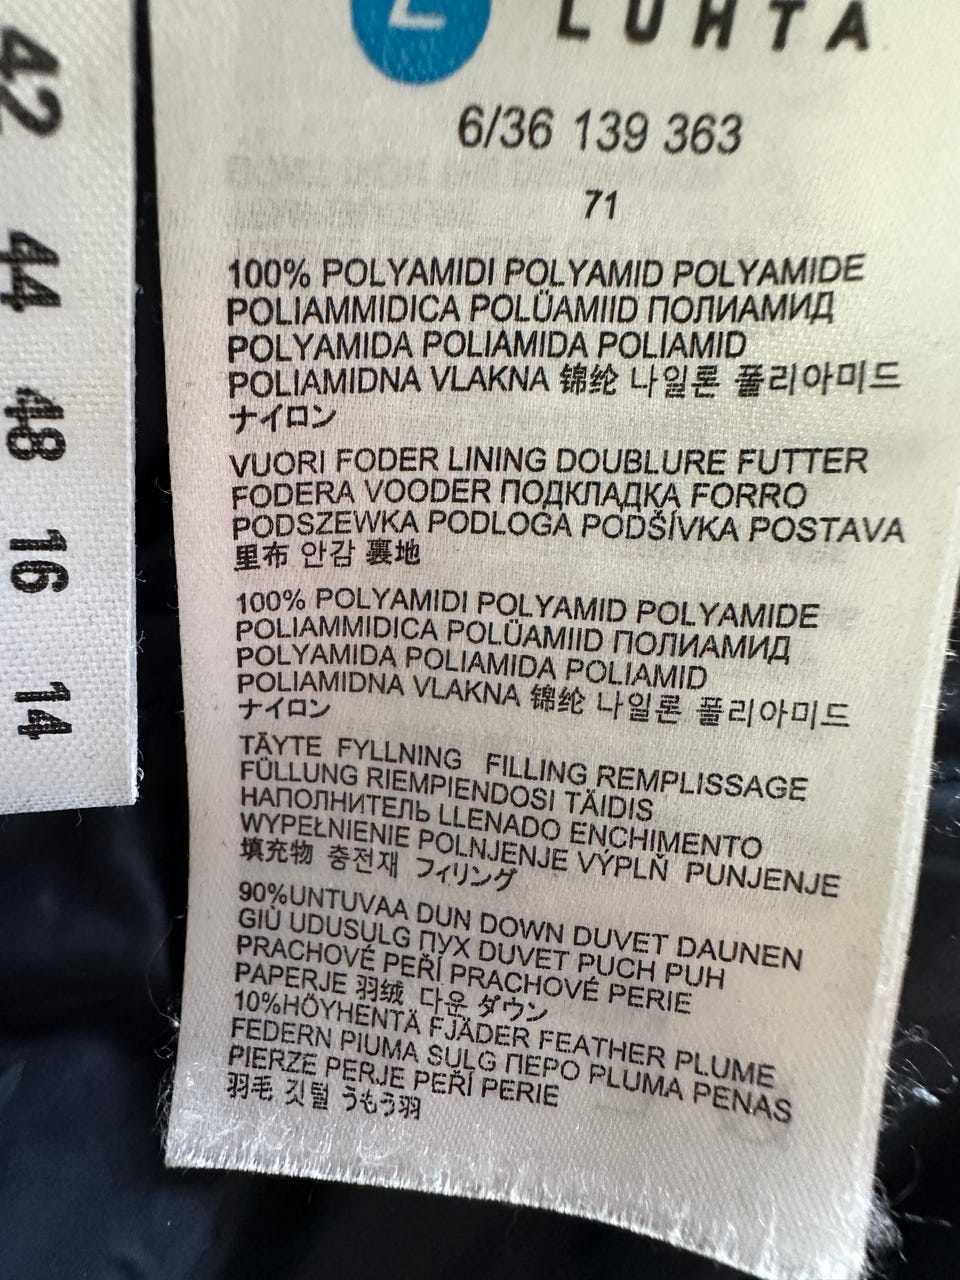 42
44
48
16
14
LUHTA
6/36 139 363
71
100% POLYAMIDI POLYAMID POLYAMIDE
POLIAMMIDICA POLÜAMIID ПОЛИАМИД
POLYAMIDA POLIAMIDA POLIAMID
POLIAMIDNA VLAKNA 锦纶 나일론 폴리아미드
ナイロン
VUORI FODER LINING DOUBLURE FUTTER
FODERA VOODER ПОДКЛАДКА FORRO
PODSZEWKA PODLOGA PODŠÍVKA POSTAVA
里布 안감 裏地
100% POLYAMIDI POLYAMID POLYAMIDE
POLIAMMIDICA POLÜAMIID ПОЛИАМИД
POLYAMIDA POLIAMIDA POLIAMID
POLIAMIDNA VLAKNA 锦纶 나일론 폴리아미드
ナイロン
TÄYTE FYLLNING FILLING REMPLISSAGE
FÜLLUNG RIEMPIENDOSI TÄIDIS
НАПОЛНИТЕЛЬ LLENADO ENCHIMENTO
WYPEŁNIENIE POLNJENJE VÝPLŇ PUNJENJE
填充物 충전재 フィリング
90%UNTUVAA DUN DOWN DUVET DAUNEN
GIÙ UDUSULG ПУХ DUVET PUCH PUH
PRACHOVÉ PEŘÍ PRACHOVÉ PERIE
PAPERJE 羽绒 다운 ダウン
10%HÖYHENTÄ FJÄDER FEATHER PLUME
FEDERN PIUMA SULG ПЕРО PLUMA PENAS
PIERZE PERJE PEŘÍ PERIE
羽毛 깃털 うもう羽